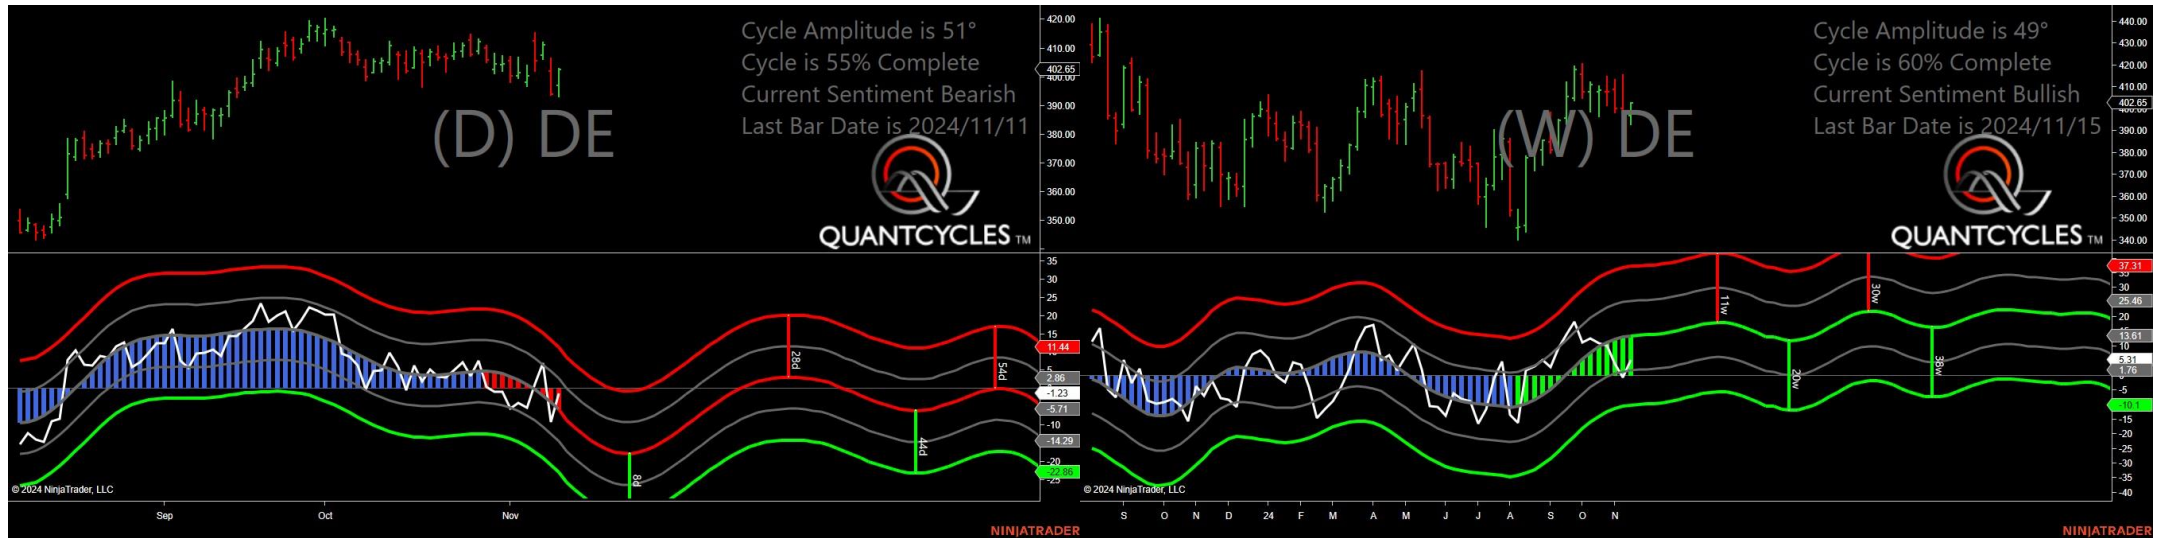 Cycle Amplitude is 51°
Cycle is 55% Complete
Current Sentiment Bearish
Last Bar Date is 2024/11/11
(D) DE
QUANTCYCLES TM
420.00
410.00
402.65
400.00
390.00
380.00
370.00
360.00
350.00
35
30
25
20
15
11.44
5
2.86
-1.23
-5.71
-14.29
-20
-22.86
-25
28d
54d
44d
8d
© 2024 NinjaTrader, LLC
Sep
Oct
Nov
NINJATRADER
Cycle Amplitude is 49°
Cycle is 60% Complete
Current Sentiment Bullish
Last Bar Date is 2024/11/15
(W) DE
QUANTCYCLES TM
440.00
430.00
420.00
410.00
402.65
400.00
390.00
380.00
370.00
360.00
350.00
340.00
37.31
35
30
25.46
20
13.61
10
5.31
1.76
-5
-10.1
-15
-20
-25
-30
-35
-40
11w
30w
20w
38w
© 2024 NinjaTrader, LLC
S O N D 24 F M A M J J A S O N
NINJATRADER